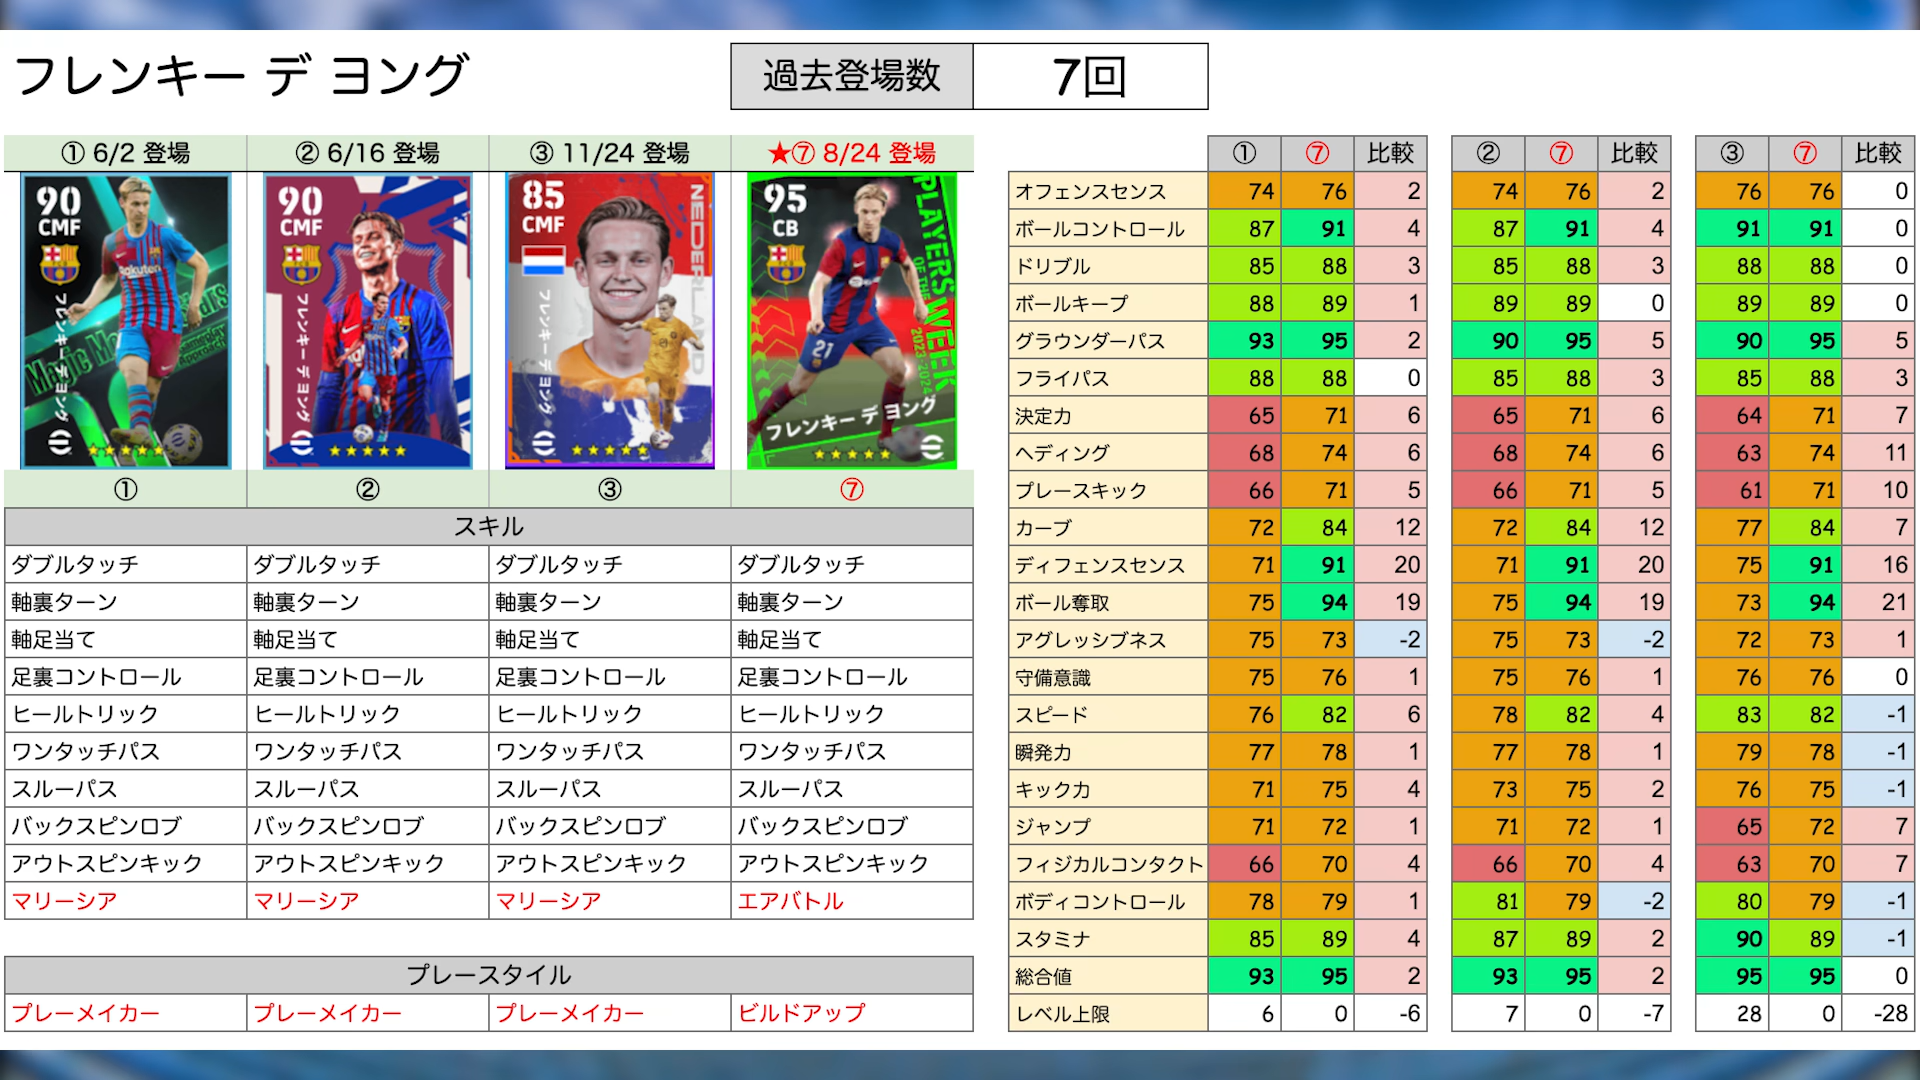 フレンキー デ ヨング
過去登場数 7回
① 6/2 登場 ② 6/16 登場 ③ 11/24 登場 ★⑦ 8/24 登場
90 CMF フレンキー デ ヨング Rakuten
90 CMF フレンキー デ ヨング
85 CMF フレンキー デ ヨング NEDERLAND
95 CB PLAYERS OF THE WEEK 2023-2024 21 フレンキー デ ヨング
① ② ③ ⑦
スキル
ダブルタッチ ダブルタッチ ダブルタッチ ダブルタッチ
軸裏ターン 軸裏ターン 軸裏ターン 軸裏ターン
軸足当て 軸足当て 軸足当て 軸足当て
足裏コントロール 足裏コントロール 足裏コントロール 足裏コントロール
ヒールトリック ヒールトリック ヒールトリック ヒールトリック
ワンタッチパス ワンタッチパス ワンタッチパス ワンタッチパス
スルーパス スルーパス スルーパス スルーパス
バックスピンロブ バックスピンロブ バックスピンロブ バックスピンロブ
アウトスピンキック アウトスピンキック アウトスピンキック アウトスピンキック
マリーシア マリーシア マリーシア エアバトル
プレースタイル
プレーメイカー プレーメイカー プレーメイカー ビルドアップ
① ⑦ 比較 ② ⑦ 比較 ③ ⑦ 比較
オフェンスセンス 74 76 2 74 76 2 76 76 0
ボールコントロール 87 91 4 87 91 4 91 91 0
ドリブル 85 88 3 85 88 3 88 88 0
ボールキープ 88 89 1 89 89 0 89 89 0
グラウンダーパス 93 95 2 90 95 5 90 95 5
フライパス 88 88 0 85 88 3 85 88 3
決定力 65 71 6 65 71 6 64 71 7
ヘディング 68 74 6 68 74 6 63 74 11
プレースキック 66 71 5 66 71 5 61 71 10
カーブ 72 84 12 72 84 12 77 84 7
ディフェンスセンス 71 91 20 71 91 20 75 91 16
ボール奪取 75 94 19 75 94 19 73 94 21
アグレッシブネス 75 73 -2 75 73 -2 72 73 1
守備意識 75 76 1 75 76 1 76 76 0
スピード 76 82 6 78 82 4 83 82 -1
瞬発力 77 78 1 77 78 1 79 78 -1
キック力 71 75 4 73 75 2 76 75 -1
ジャンプ 71 72 1 71 72 1 65 72 7
フィジカルコンタクト 66 70 4 66 70 4 63 70 7
ボディコントロール 78 79 1 81 79 -2 80 79 -1
スタミナ 85 89 4 87 89 2 90 89 -1
総合値 93 95 2 93 95 2 95 95 0
レベル上限 6 0 -6 7 0 -7 28 0 -28